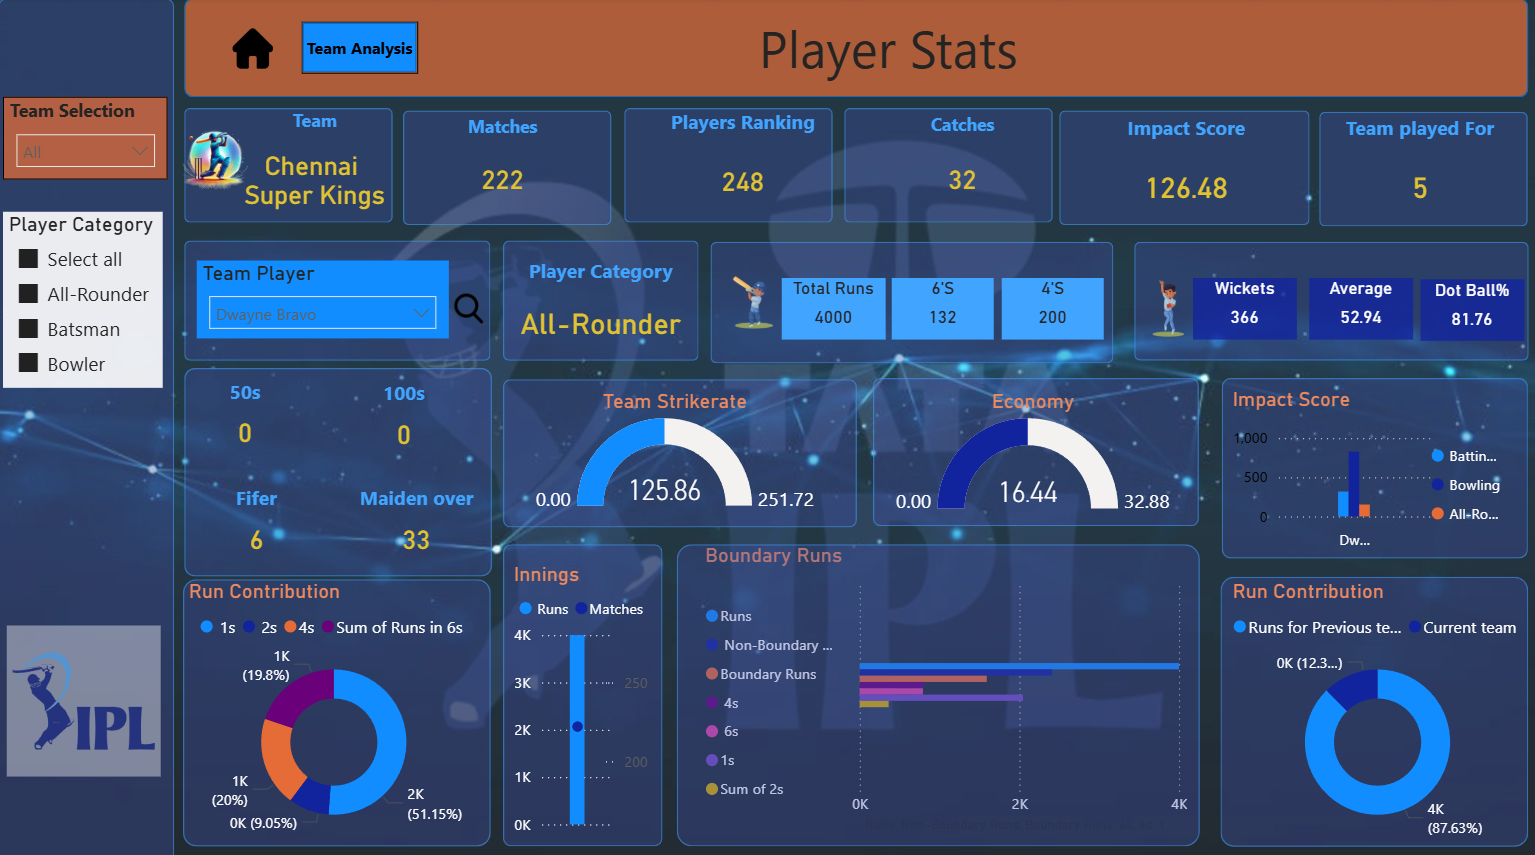 Team Analysis
Player Stats
Team Selection
All
Player Category
Select all
All-Rounder
Batsman
Bowler
IPL
Team
Chennai
Super Kings
Matches
222
Players Ranking
248
Catches
32
Impact Score
126.48
Team played For
5
Team Player
Dwayne Bravo
Player Category
All-Rounder
Total Runs
4000
6'S
132
4'S
200
Wickets
366
Average
52.94
Dot Ball%
81.76
50s
0
100s
0
Fifer
6
Maiden over
33
Team Strikerate
0.00
125.86
251.72
Economy
0.00
16.44
32.88
Impact Score
1,000
500
0
Dw...
Battin...
Bowling
All-Ro...
Run Contribution
1s 2s 4s Sum of Runs in 6s
1K
(19.8%)
1K
(20%)
0K (9.05%)
2K
(51.15%)
Innings
Runs Matches
4K
3K
2K
1K
0K
250
200
Boundary Runs
Runs
Non-Boundary ...
Boundary Runs
4s
6s
1s
Sum of 2s
0K 2K 4K
Run Contribution
Runs for Previous te... Current team
0K (12.3...)
4K
(87.63%)
TATA
IPL